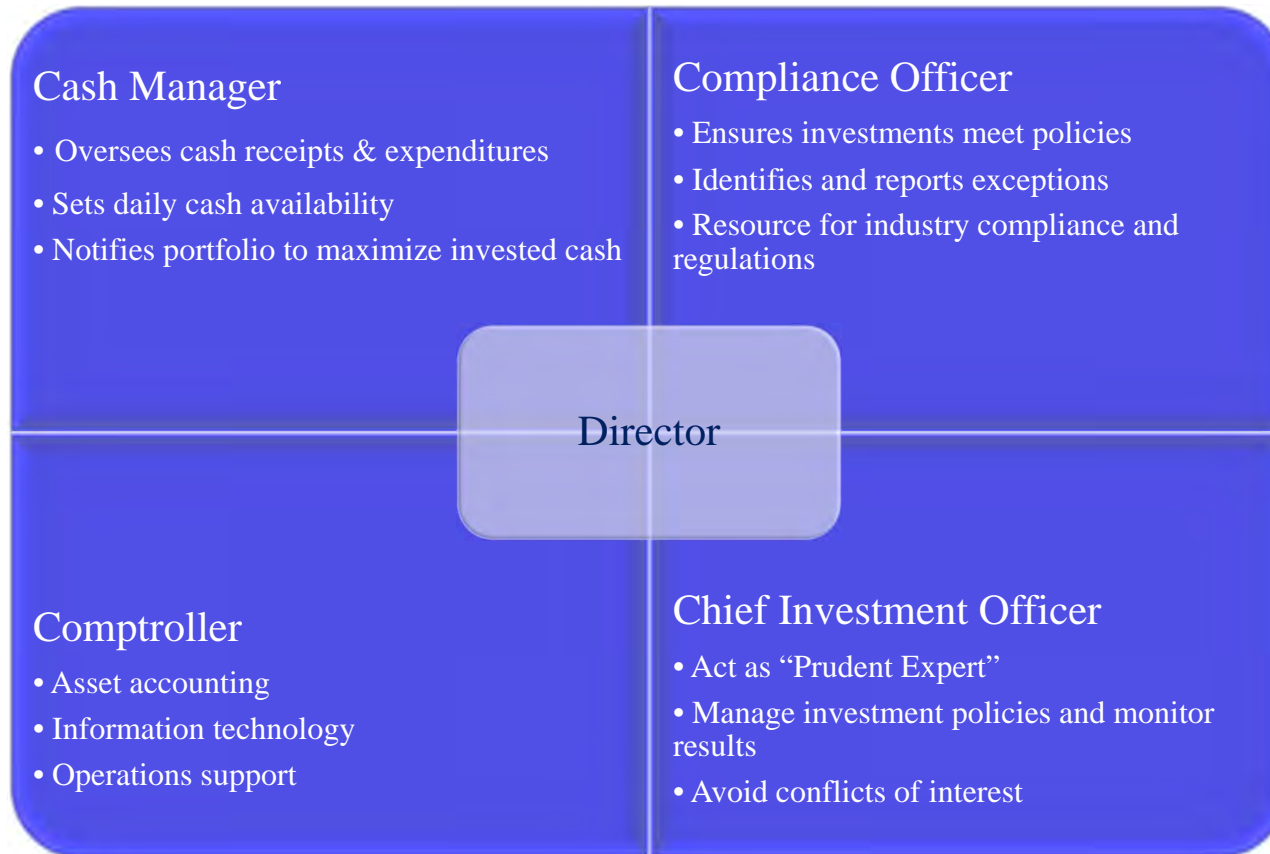 Cash Manager
• Oversees cash receipts & expenditures
• Sets daily cash availability
• Notifies portfolio to maximize invested cash
Compliance Officer
• Ensures investments meet policies
• Identifies and reports exceptions
• Resource for industry compliance and
regulations
Director
Comptroller
• Asset accounting
• Information technology
• Operations support
Chief Investment Officer
• Act as “Prudent Expert”
• Manage investment policies and monitor
results
• Avoid conflicts of interest